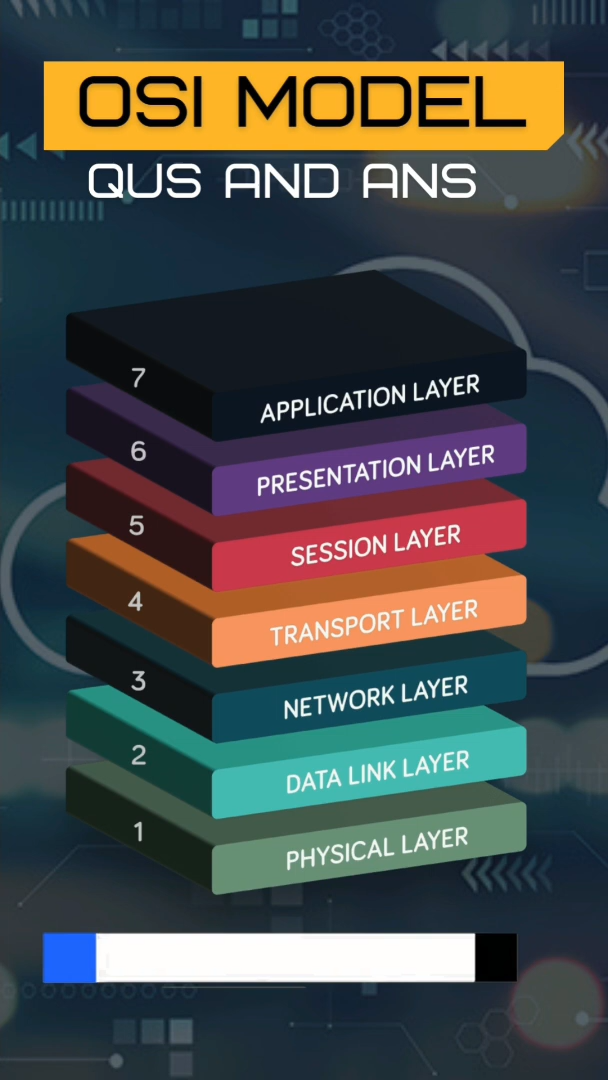 OSI MODEL
QUS AND ANS
7
APPLICATION LAYER
6
PRESENTATION LAYER
5
SESSION LAYER
4
TRANSPORT LAYER
3
NETWORK LAYER
2
DATA LINK LAYER
1
PHYSICAL LAYER